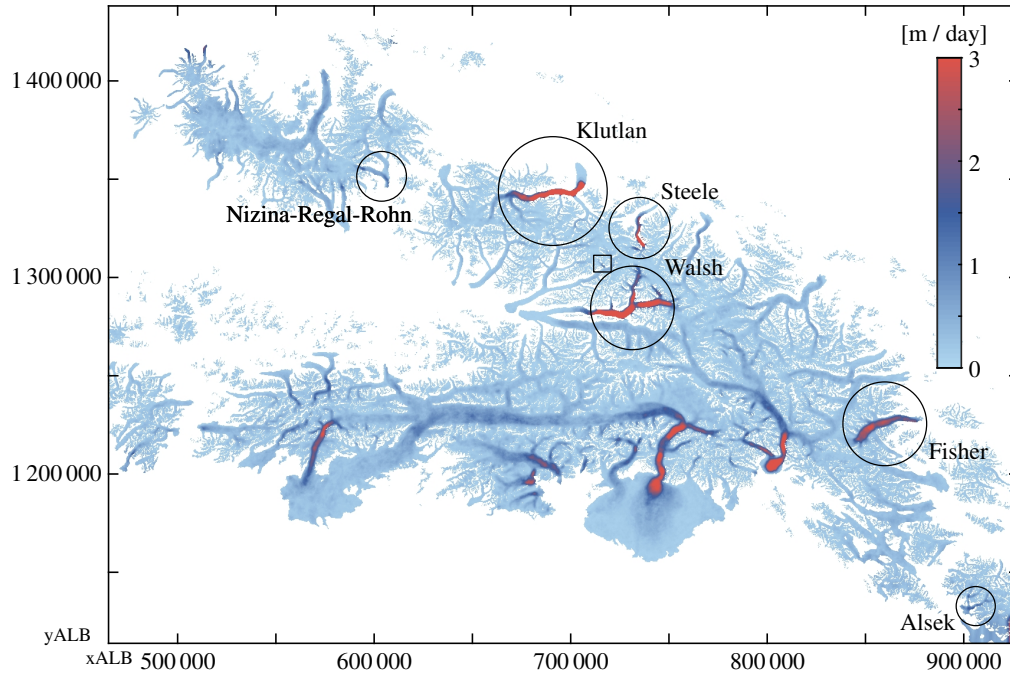 [m / day]
3
2
1
0
1 400 000
1 300 000
1 200 000
Klutlan
Steele
Nizina-Regal-Rohn
Walsh
Fisher
Alsek
yALB
xALB
500 000
600 000
700 000
800 000
900 000